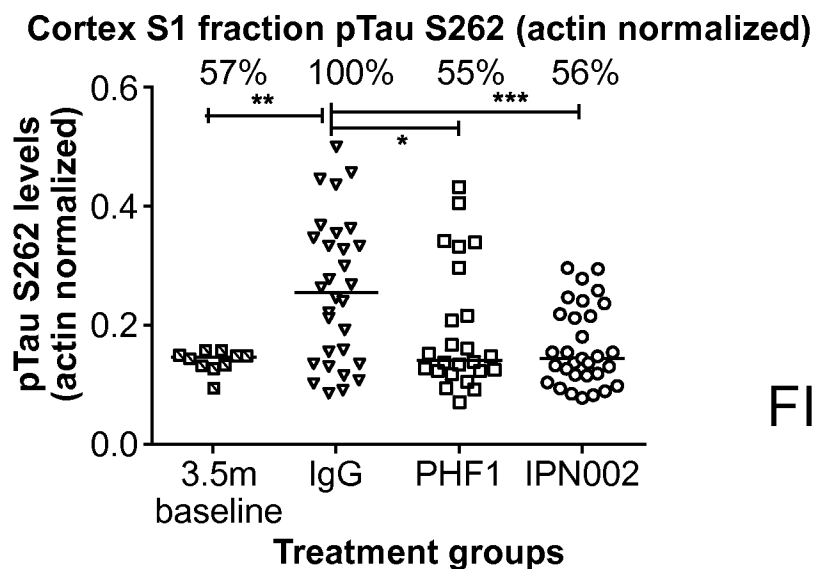 Cortex S1 fraction pTau S262 (actin normalized)
57% 100% 55% 56%
** *** *
pTau S262 levels
(actin normalized)
0.6
0.4
0.2
0.0
3.5m baseline IgG PHF1 IPN002
Treatment groups
FI